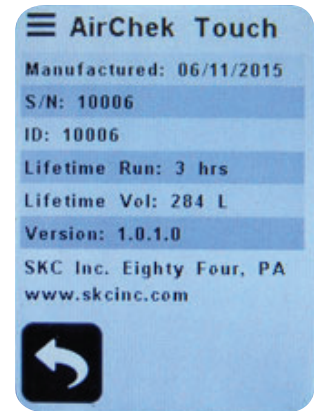 AirChek Touch
Manufactured: 06/11/2015
S/N: 10006
ID: 10006
Lifetime Run: 3 hrs
Lifetime Vol: 284 L
Version: 1.0.1.0
SKC Inc. Eighty Four, PA
www.skcinc.com